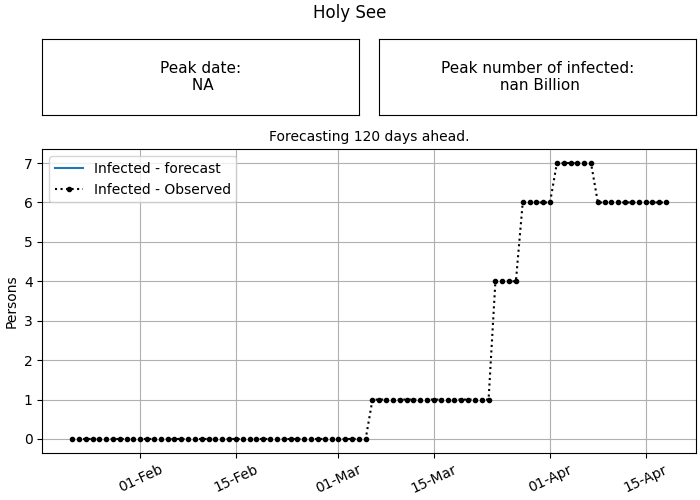 Holy See
Peak date:
NA
Peak number of infected:
nan Billion
Forecasting 120 days ahead.
Infected - forecast
Infected - Observed
Persons
7
6
5
4
3
2
1
0
01-Feb
15-Feb
01-Mar
15-Mar
01-Apr
15-Apr